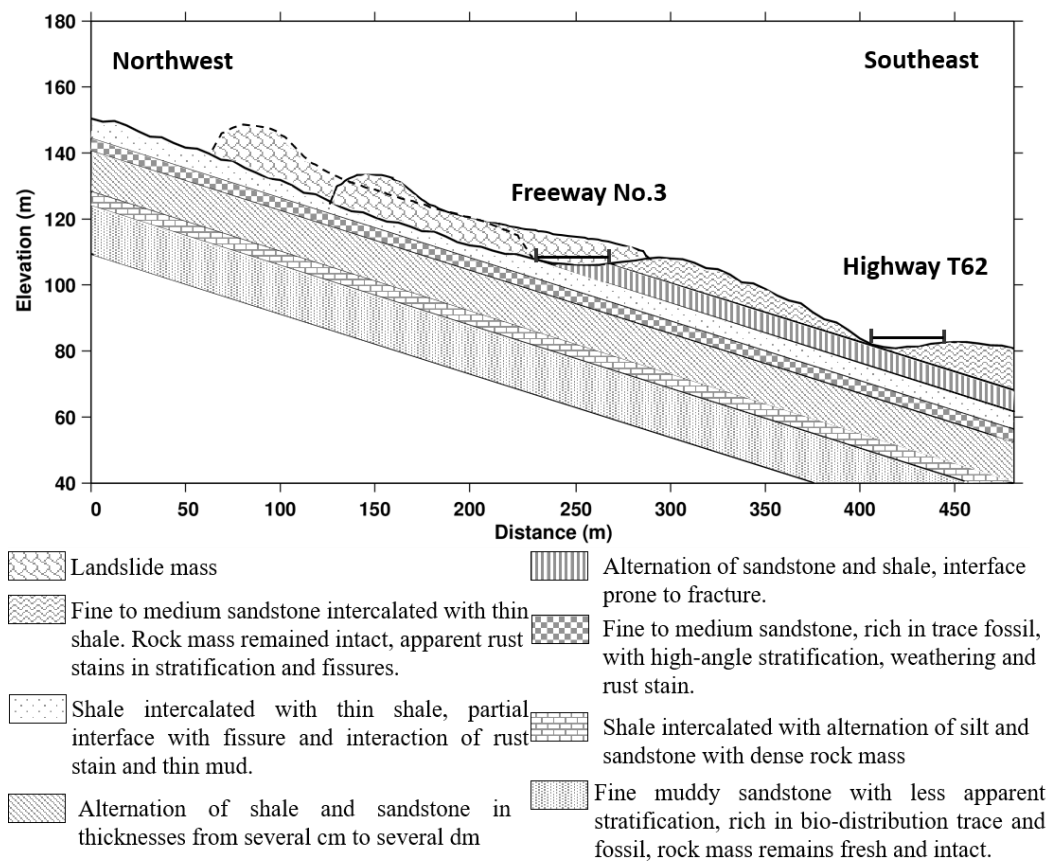 180
160
140
120
100
80
60
40
Elevation (m)
Northwest
Southeast
Freeway No.3
Highway T62
0
50
100
150
200
250
300
350
400
450
Distance (m)
Landslide mass
Fine to medium sandstone intercalated with thin
shale. Rock mass remained intact, apparent rust
stains in stratification and fissures.
Shale intercalated with thin shale, partial
interface with fissure and interaction of rust
stain and thin mud.
Alternation of shale and sandstone in
thicknesses from several cm to several dm
Alternation of sandstone and shale, interface
prone to fracture.
Fine to medium sandstone, rich in trace fossil,
with high-angle stratification, weathering and
rust stain.
Shale intercalated with alternation of silt and
sandstone with dense rock mass
Fine muddy sandstone with less apparent
stratification, rich in bio-distribution trace and
fossil, rock mass remains fresh and intact.